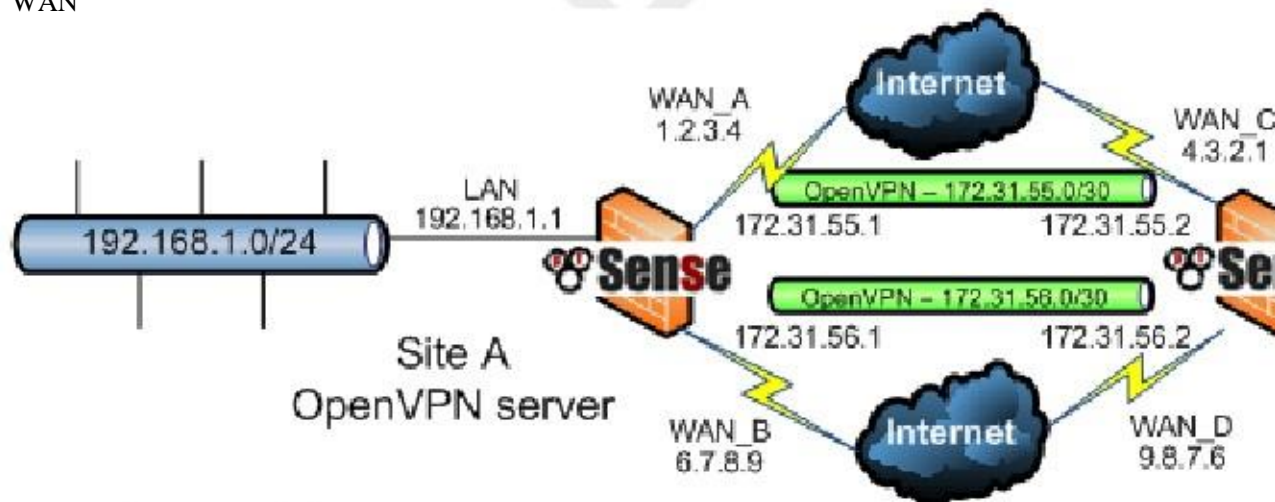 WAN
Internet
WAN_A
1.2.3.4
WAN_C
4.3.2.1
LAN
192.168.1.1
OpenVPN – 172.31.55.0/30
172.31.55.1
172.31.55.2
192.168.1.0/24
Sense
Se
OpenVPN – 172.31.56.0/30
172.31.56.1
172.31.56.2
Site A
OpenVPN server
WAN_B
6.7.8.9
Internet
WAN_D
9.8.7.6